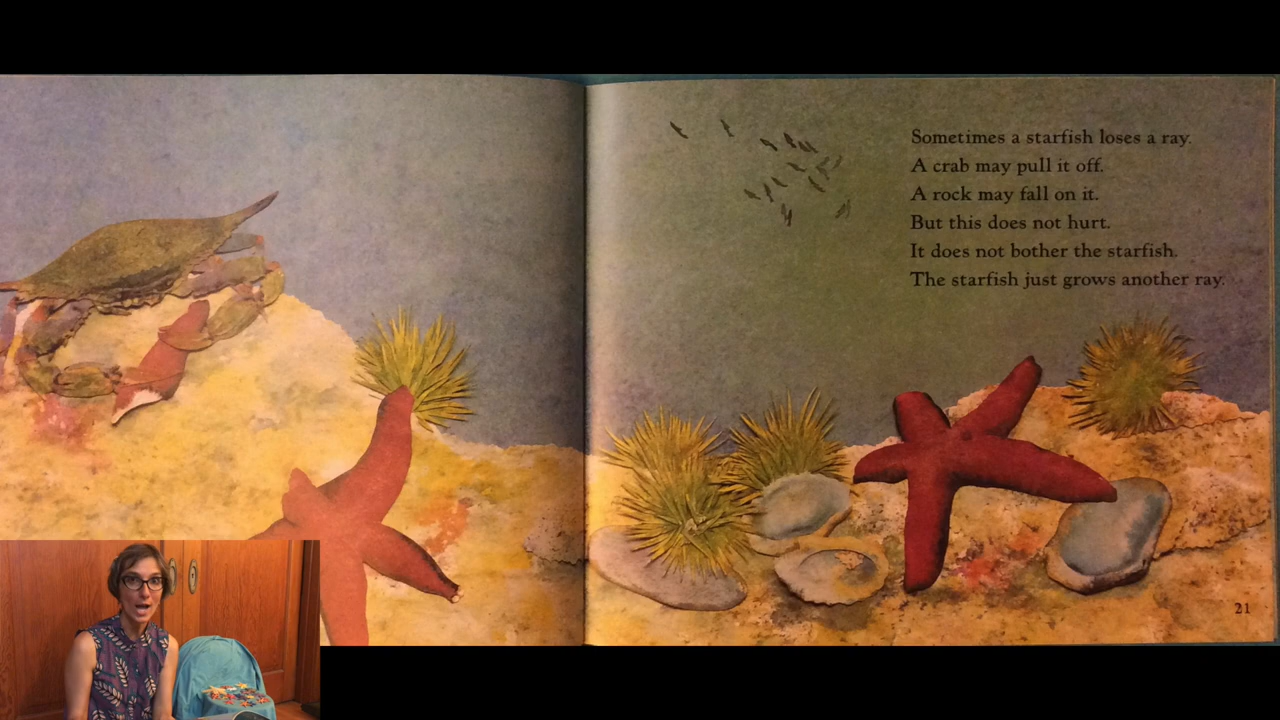 Sometimes a starfish loses a ray.
A crab may pull it off.
A rock may fall on it.
But this does not hurt.
It does not bother the starfish.
The starfish just grows another ray.
21